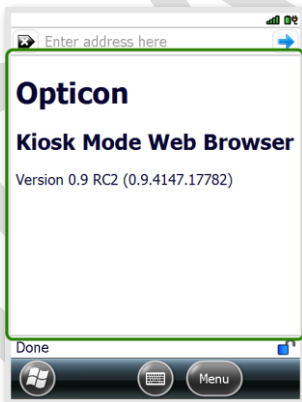 Enter address here
Opticon
Kiosk Mode Web Browser
Version 0.9 RC2 (0.9.4147.17782)
Done
Menu